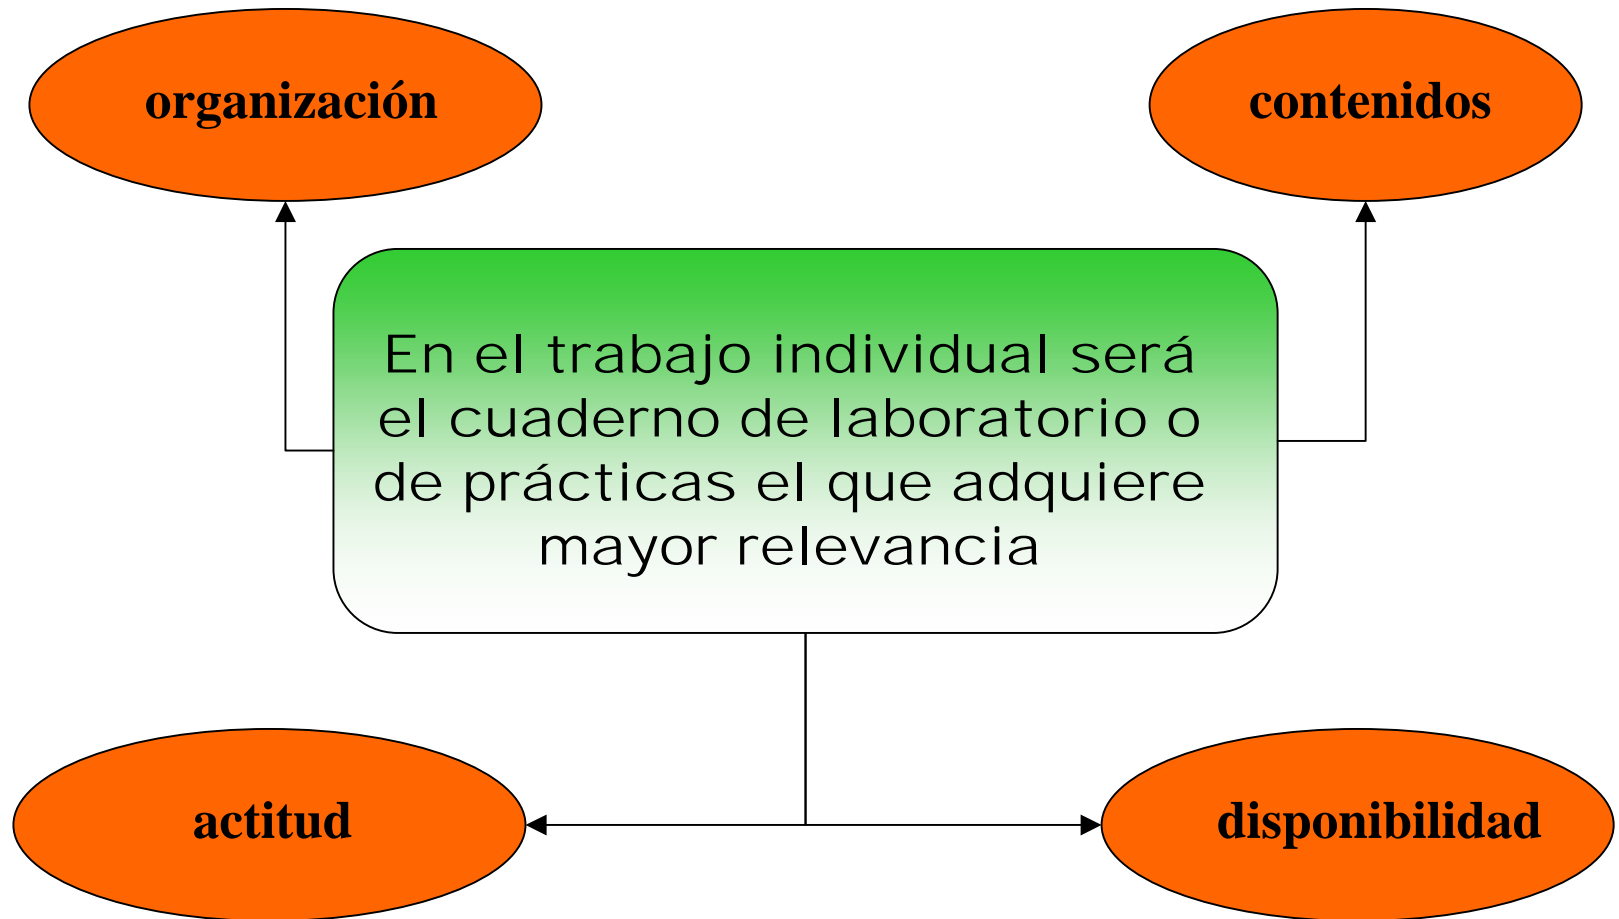 organización
contenidos
En el trabajo individual será
el cuaderno de laboratorio o
de prácticas el que adquiere
mayor relevancia
actitud
disponibilidad